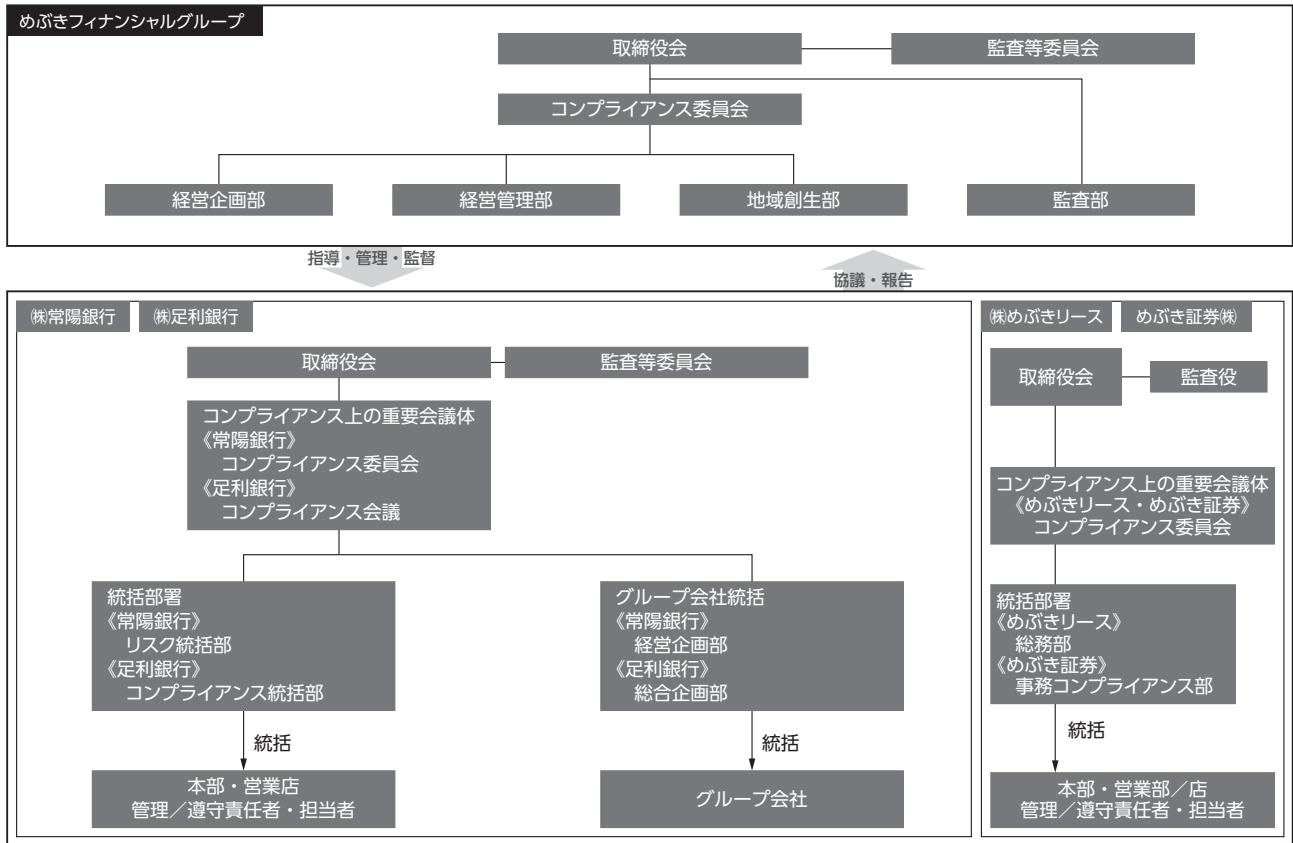 めぶきフィナンシャルグループ
取締役会
監査等委員会
コンプライアンス委員会
経営企画部
経営管理部
地域創生部
監査部
指導・管理・監督
協議・報告
㈱常陽銀行
㈱足利銀行
取締役会
監査等委員会
コンプライアンス上の重要会議体
《常陽銀行》
コンプライアンス委員会
《足利銀行》
コンプライアンス会議
統括部署
《常陽銀行》
リスク統括部
《足利銀行》
コンプライアンス統括部
グループ会社統括
《常陽銀行》
経営企画部
《足利銀行》
総合企画部
統括
統括
本部・営業店
管理／遵守責任者・担当者
グループ会社
㈱めぶきリース
めぶき証券㈱
取締役会
監査役
コンプライアンス上の重要会議体
《めぶきリース・めぶき証券》
コンプライアンス委員会
統括部署
《めぶきリース》
総務部
《めぶき証券》
事務コンプライアンス部
統括
本部・営業部／店
管理／遵守責任者・担当者